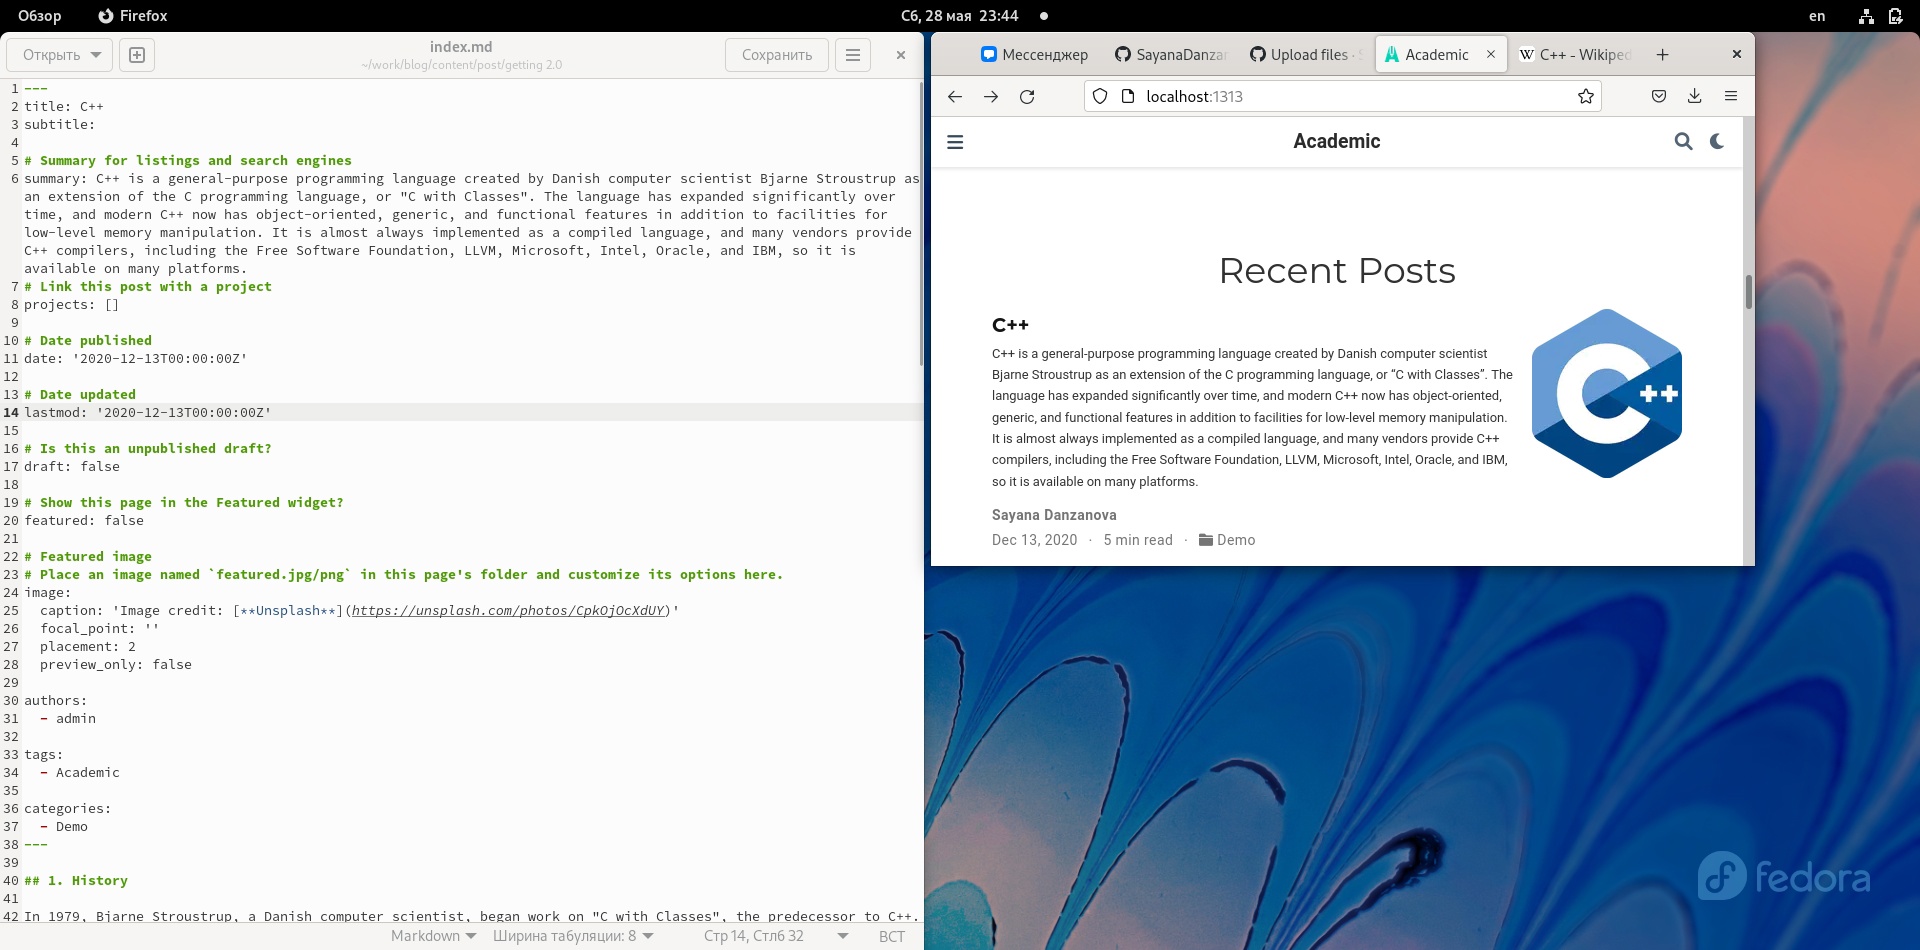 Обзор Firefox Сб, 28 мая 23:44 en
Открыть index.md Сохранить
~/work/blog/content/post/getting 2.0
1 ---
2 title: C++
3 subtitle:
4
5 # Summary for listings and search engines
6 summary: C++ is a general-purpose programming language created by Danish computer scientist Bjarne Stroustrup as
an extension of the C programming language, or "C with Classes". The language has expanded significantly over
time, and modern C++ now has object-oriented, generic, and functional features in addition to facilities for
low-level memory manipulation. It is almost always implemented as a compiled language, and many vendors provide
C++ compilers, including the Free Software Foundation, LLVM, Microsoft, Intel, Oracle, and IBM, so it is
available on many platforms.
7 # Link this post with a project
8 projects: []
9
10 # Date published
11 date: '2020-12-13T00:00:00Z'
12
13 # Date updated
14 lastmod: '2020-12-13T00:00:00Z'
15
16 # Is this an unpublished draft?
17 draft: false
18
19 # Show this page in the Featured widget?
20 featured: false
21
22 # Featured image
23 # Place an image named `featured.jpg/png` in this page's folder and customize its options here.
24 image:
25   caption: 'Image credit: [**Unsplash**](https://unsplash.com/photos/CpkOjOcXdUY)'
26   focal_point: ''
27   placement: 2
28   preview_only: false
29
30 authors:
31   - admin
32
33 tags:
34   - Academic
35
36 categories:
37   - Demo
38 ---
39
40 ## 1. History
41
42 In 1979, Bjarne Stroustrup, a Danish computer scientist, began work on "C with Classes", the predecessor to C++.
Markdown Ширина табуляции: 8 Стр 14, Стлб 32 ВСТ
Мессенджер SayanaDanza Upload files · Academic C++ - Wikiped
localhost:1313
Academic
Recent Posts
C++
C++ is a general-purpose programming language created by Danish computer scientist
Bjarne Stroustrup as an extension of the C programming language, or “C with Classes”. The
language has expanded significantly over time, and modern C++ now has object-oriented,
generic, and functional features in addition to facilities for low-level memory manipulation.
It is almost always implemented as a compiled language, and many vendors provide C++
compilers, including the Free Software Foundation, LLVM, Microsoft, Intel, Oracle, and IBM,
so it is available on many platforms.
C++
Sayana Danzanova
Dec 13, 2020 · 5 min read · Demo
fedora